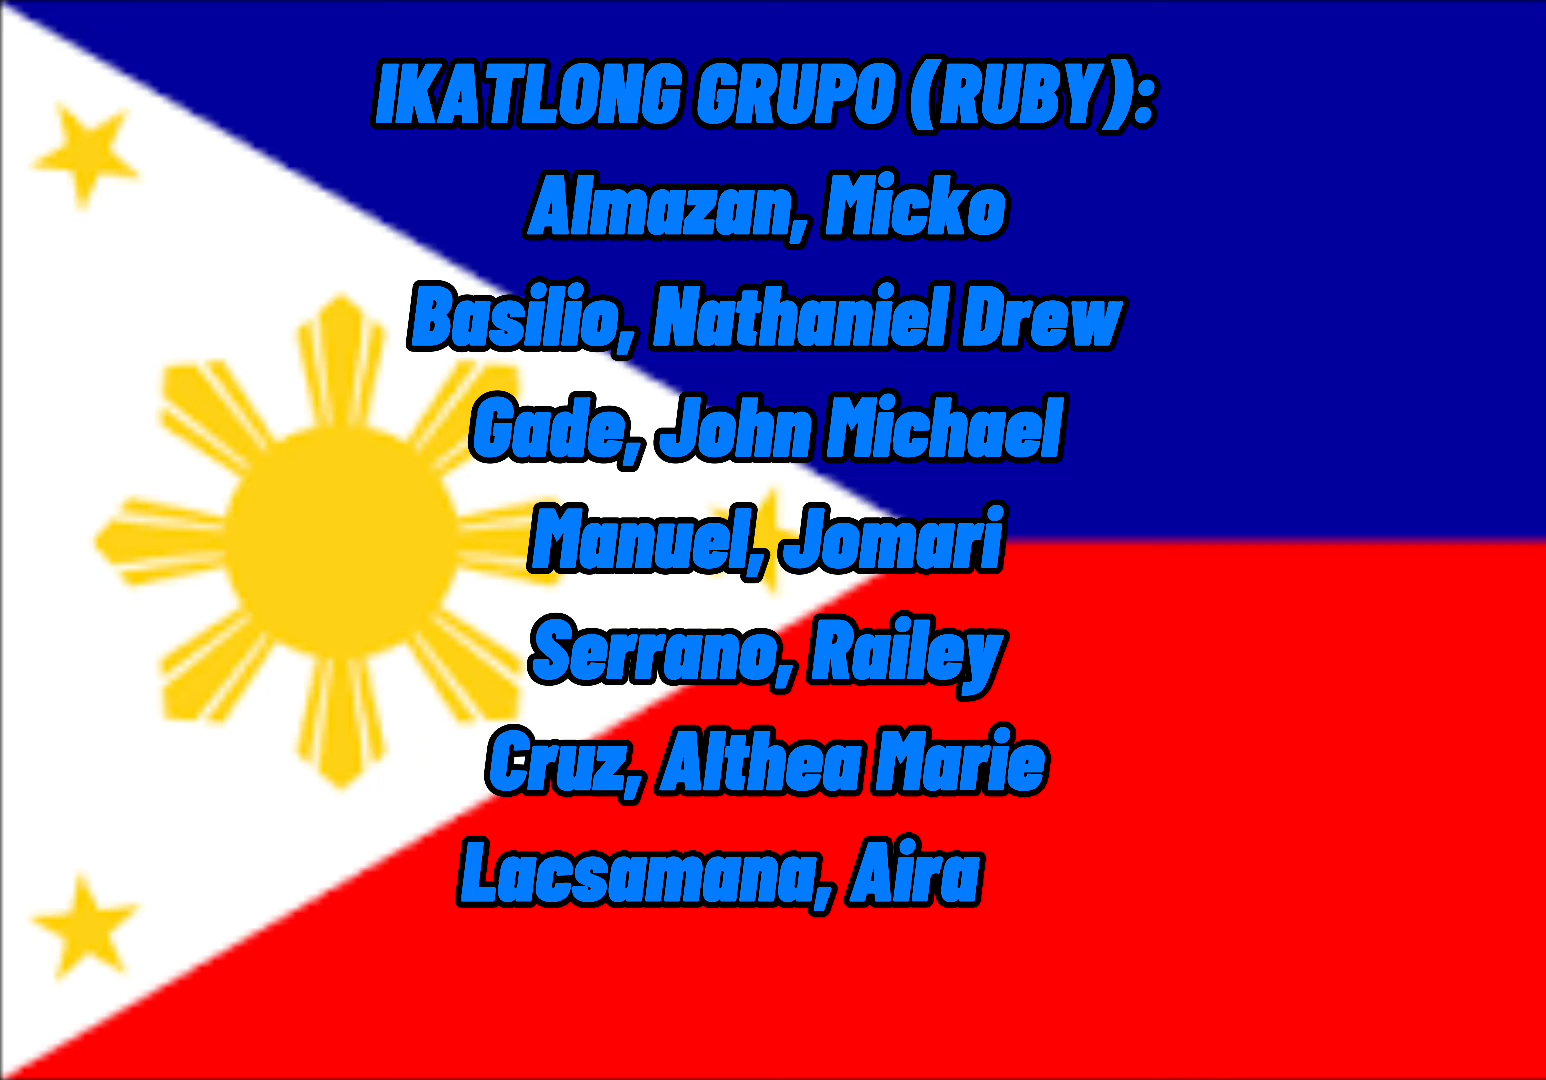 IKATLONG GRUPO (RUBY):
Almazan, Micko
Basilio, Nathaniel Drew
Gade, John Michael
Manuel, Jomari
Serrano, Railey
Cruz, Althea Marie
Lacsamana, Aira